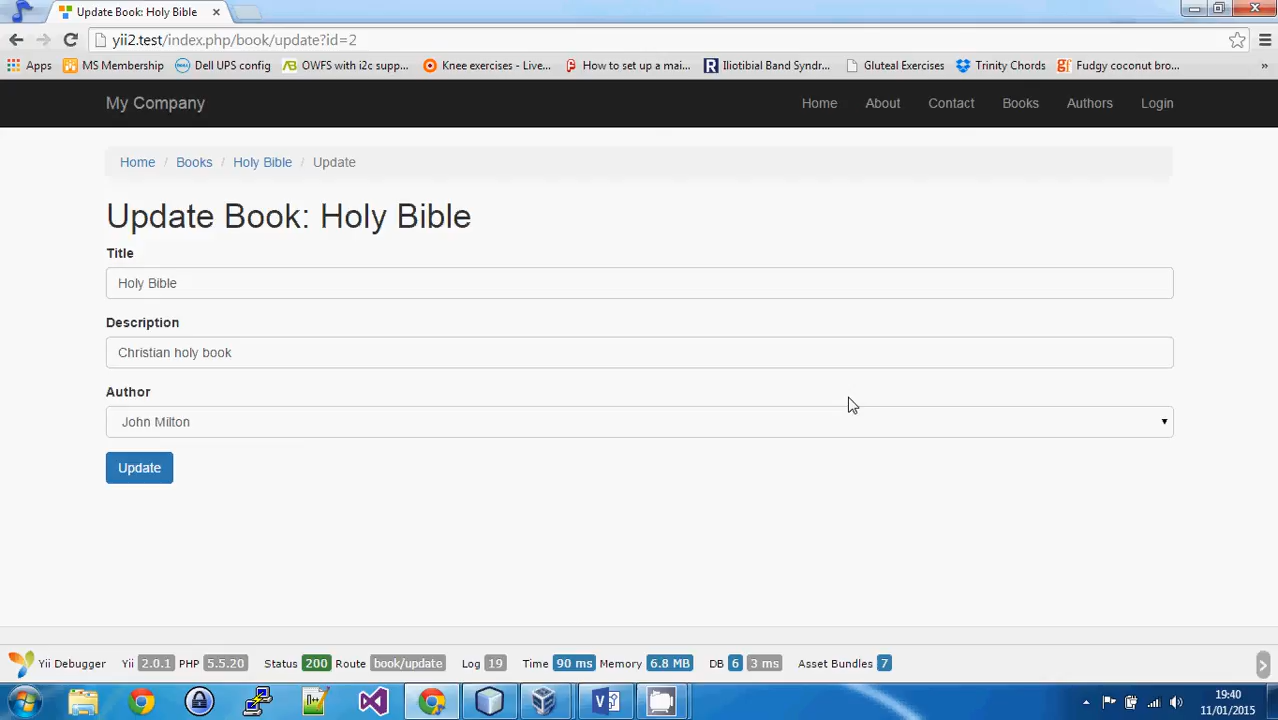 Update Book: Holy Bible
yii2.test/index.php/book/update?id=2
Apps MS Membership Dell UPS config OWFS with i2c supp... Knee exercises - Live... How to set up a mai... Iliotibial Band Syndr... Gluteal Exercises Trinity Chords Fudgy coconut bro... »
My Company Home About Contact Books Authors Login
Home / Books / Holy Bible / Update
Update Book: Holy Bible
Title
Holy Bible
Description
Christian holy book
Author
John Milton
Update
Yii Debugger Yii 2.0.1 PHP 5.5.20 Status 200 Route book/update Log 19 Time 90 ms Memory 6.8 MB DB 6 3 ms Asset Bundles 7
19:40
11/01/2015